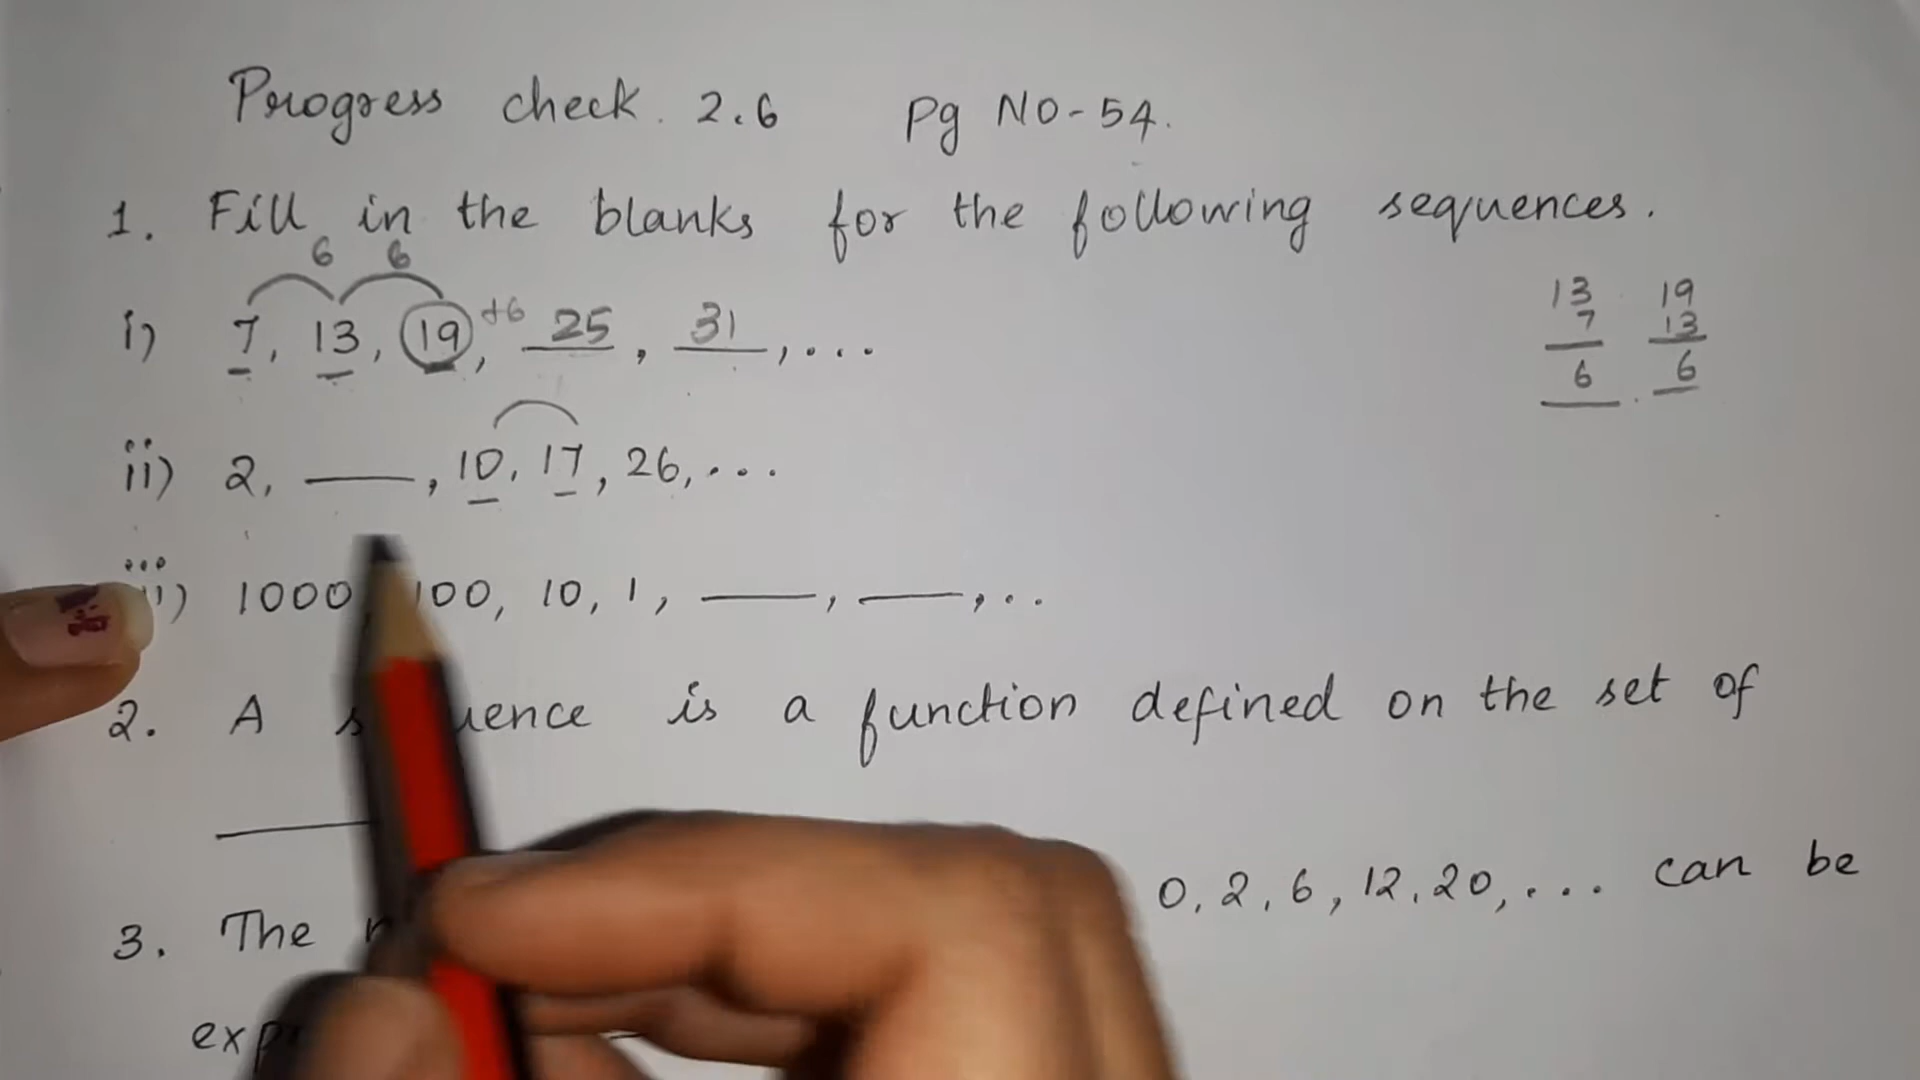 Progress check. 2.6 Pg NO-54.
1. Fill in the blanks for the following sequences.
6 6
i) 7, 13, 19, +6 25, 31, ...
13 19
7 13
6 6
ii) 2, ___, 10, 17, 26, ...
iii) 1000, 100, 10, 1, ___, ___, ...
2. A is a function defined on the set of
___
3. The 0, 2, 6, 12, 20, ... can be